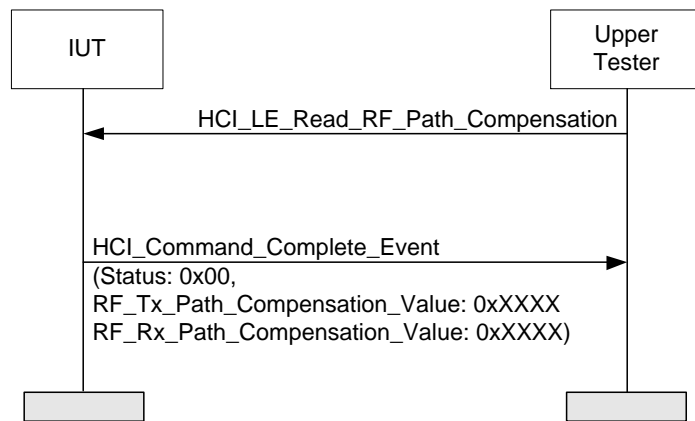 IUT
Upper
Tester
HCI_LE_Read_RF_Path_Compensation
HCI_Command_Complete_Event
(Status: 0x00,
RF_Tx_Path_Compensation_Value: 0xXXXX
RF_Rx_Path_Compensation_Value: 0xXXXX)